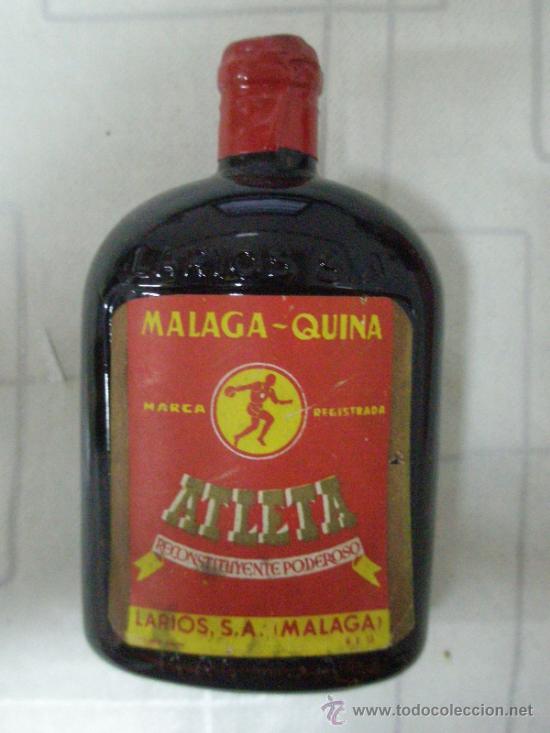 LARIOS S.A
MALAGA - QUINA
MARCA REGISTRADA
ATLETA
RECONSTITUYENTE PODEROSO
LARIOS, S.A. (MALAGA)
www.todocoleccion.net